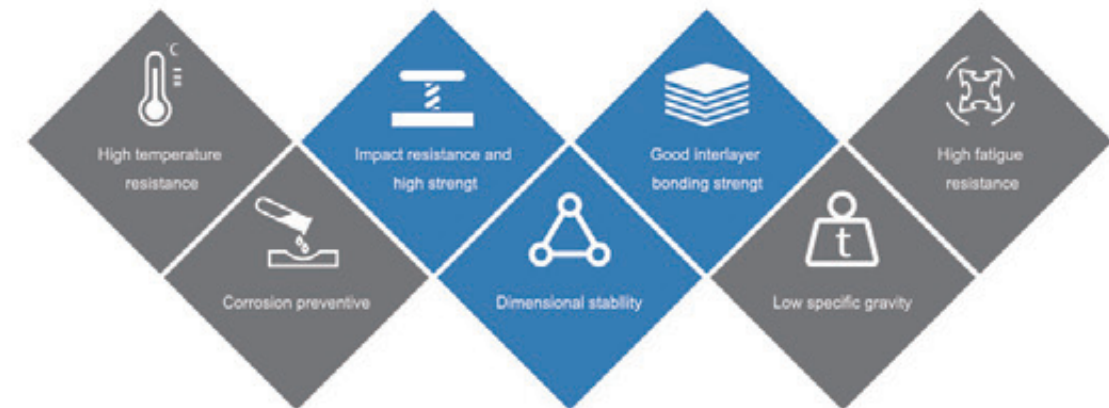 °C
High temperature
resistance
Impact resistance and
high strengt
Good interlayer
bonding strengt
High fatigue
resistance
Corrosion preventive
Dimensional stability
t
Low specific gravity